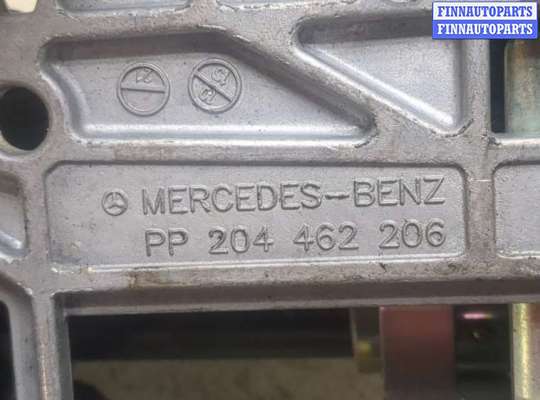 FINNAUTOPARTS
FINNAUTOPARTS
MERCEDES-BENZ
PP 204 462 206